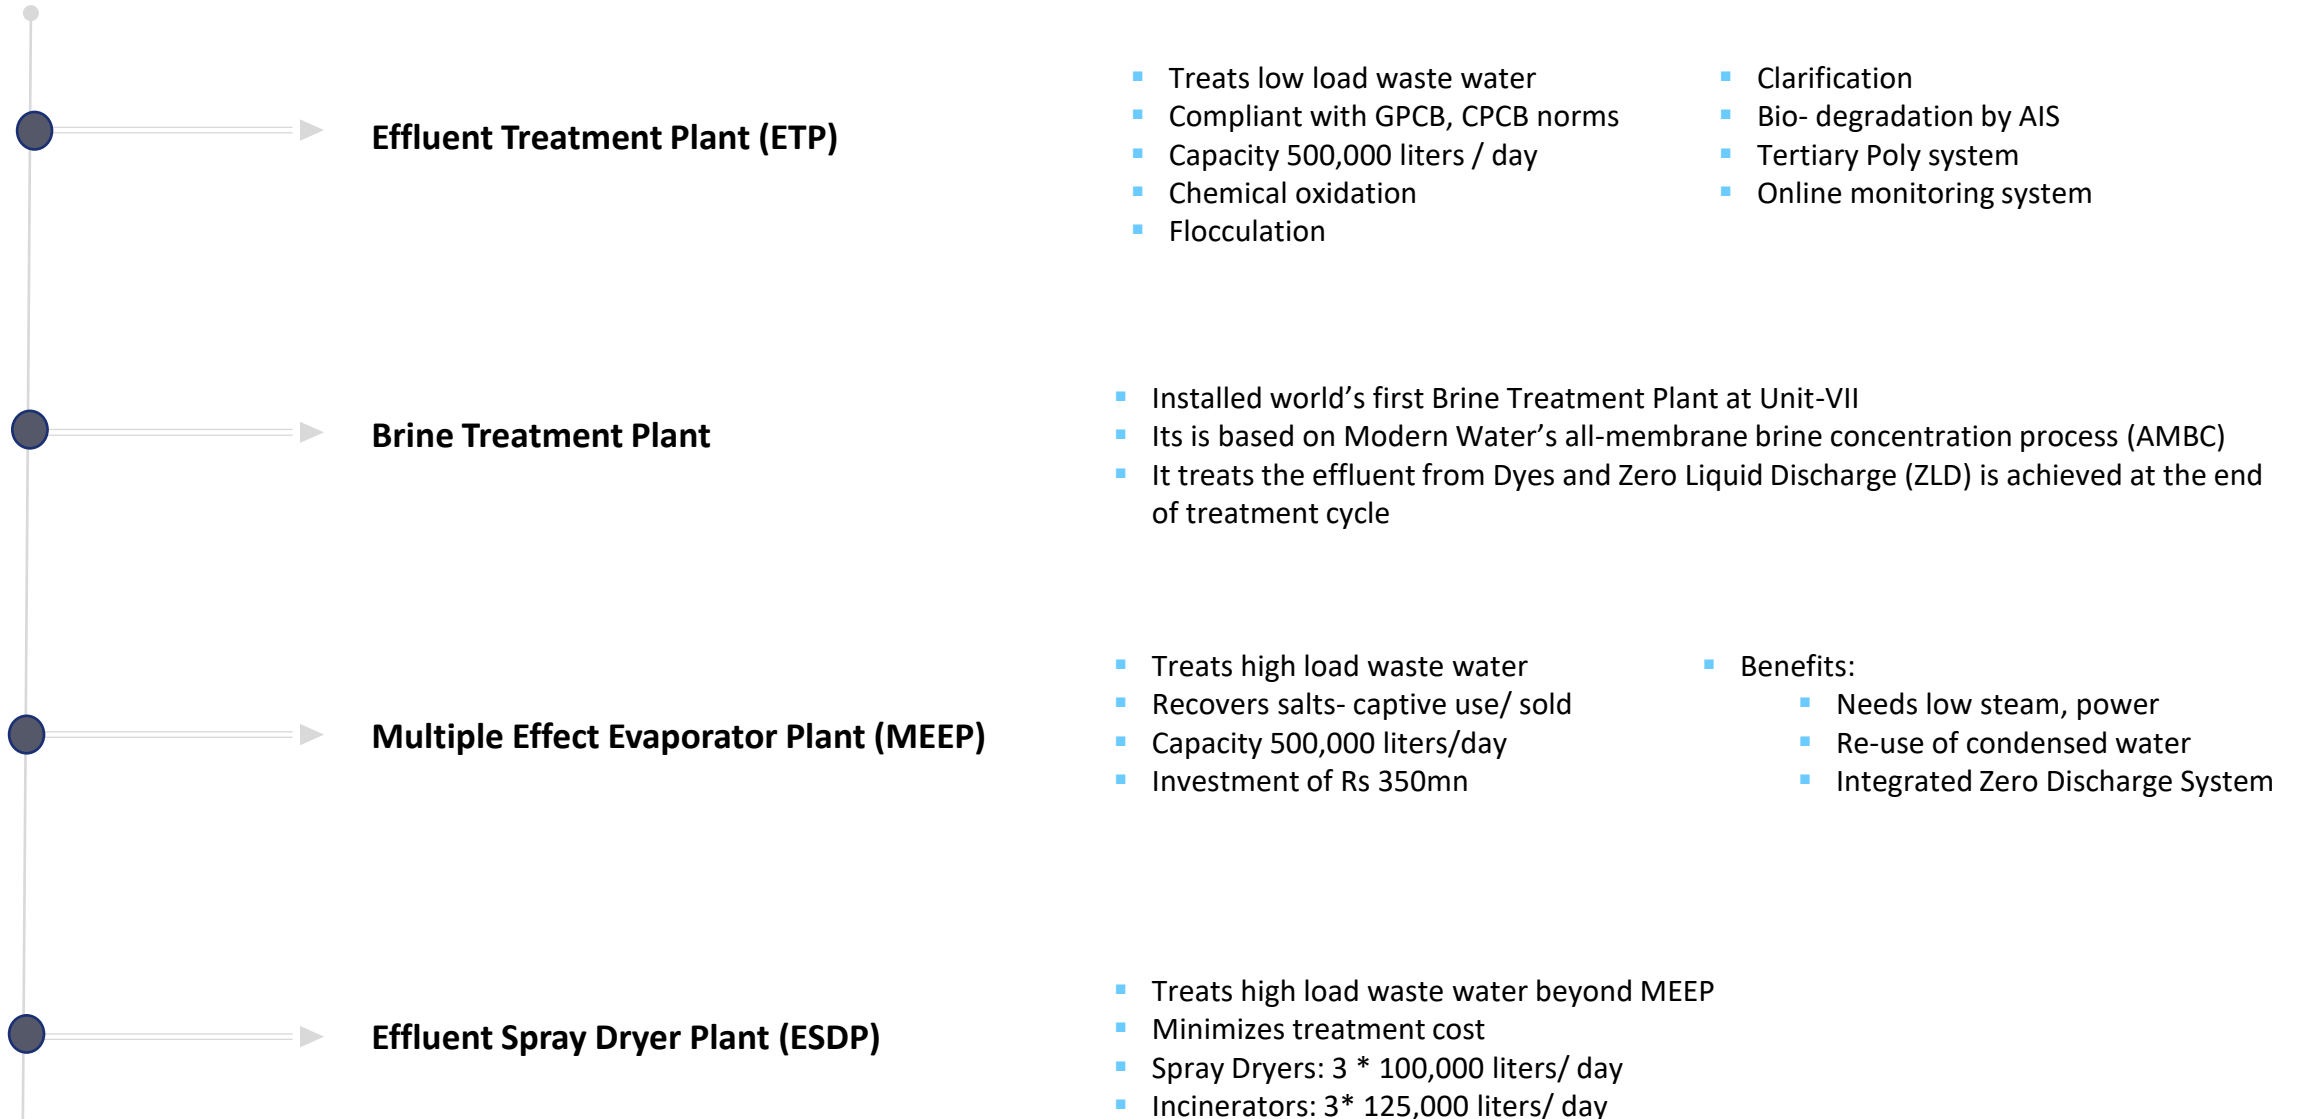 Effluent Treatment Plant (ETP)
Treats low load waste water
Compliant with GPCB, CPCB norms
Capacity 500,000 liters / day
Chemical oxidation
Flocculation
Clarification
Bio- degradation by AIS
Tertiary Poly system
Online monitoring system
Brine Treatment Plant
Installed world’s first Brine Treatment Plant at Unit-VII
Its is based on Modern Water’s all-membrane brine concentration process (AMBC)
It treats the effluent from Dyes and Zero Liquid Discharge (ZLD) is achieved at the end
of treatment cycle
Multiple Effect Evaporator Plant (MEEP)
Treats high load waste water
Recovers salts- captive use/ sold
Capacity 500,000 liters/day
Investment of Rs 350mn
Benefits:
Needs low steam, power
Re-use of condensed water
Integrated Zero Discharge System
Effluent Spray Dryer Plant (ESDP)
Treats high load waste water beyond MEEP
Minimizes treatment cost
Spray Dryers: 3 * 100,000 liters/ day
Incinerators: 3* 125,000 liters/ day